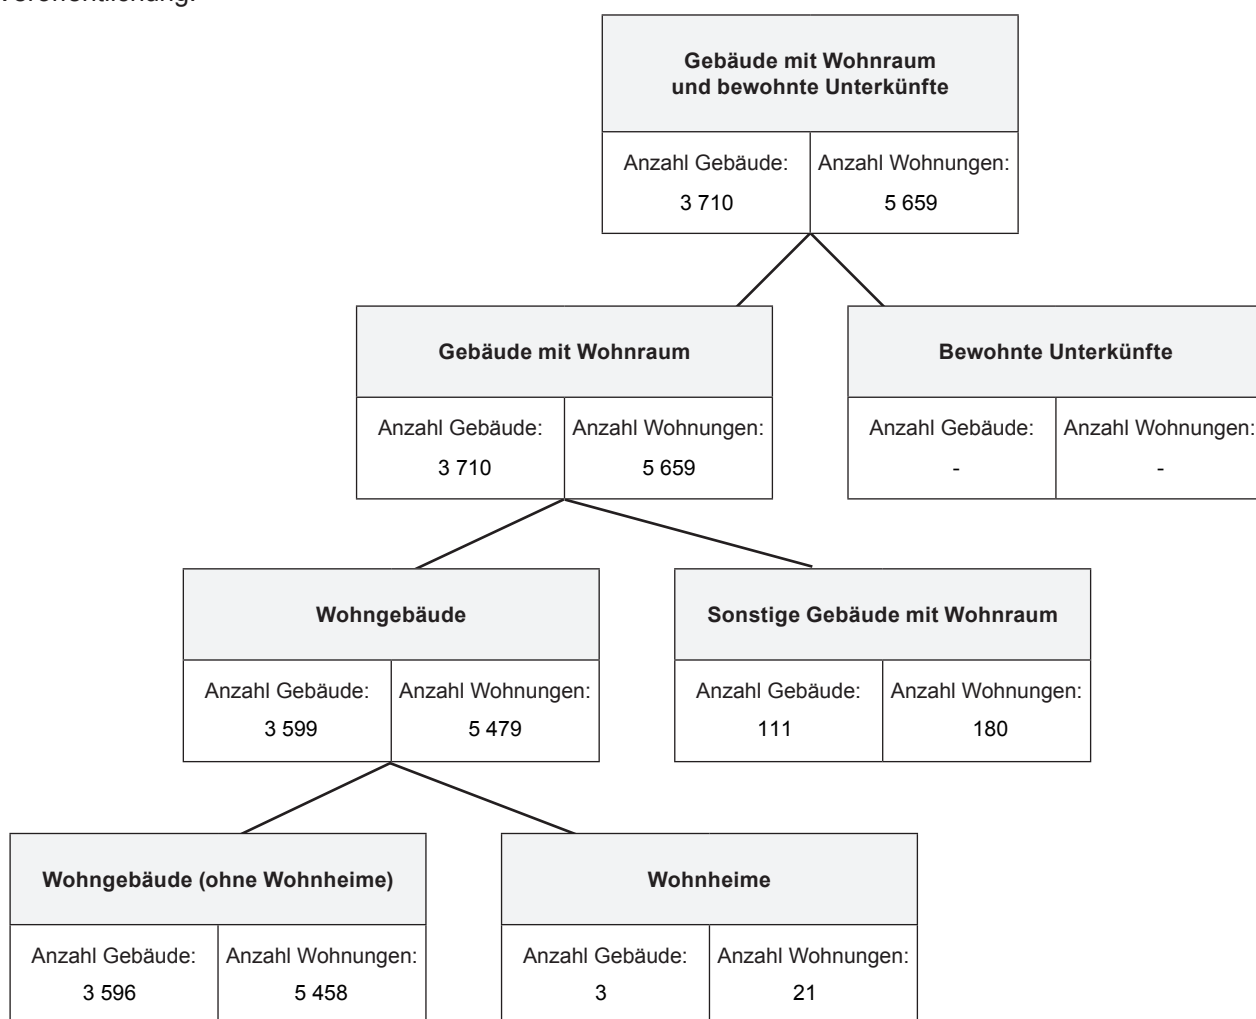 Veröffentlichung.
Gebäude mit Wohnraum
und bewohnte Unterkünfte
Anzahl Gebäude: Anzahl Wohnungen:
3 710 5 659
Gebäude mit Wohnraum Bewohnte Unterkünfte
Anzahl Gebäude: Anzahl Wohnungen: Anzahl Gebäude: Anzahl Wohnungen:
3 710 5 659 - -
Wohngebäude Sonstige Gebäude mit Wohnraum
Anzahl Gebäude: Anzahl Wohnungen: Anzahl Gebäude: Anzahl Wohnungen:
3 599 5 479 111 180
Wohngebäude (ohne Wohnheime) Wohnheime
Anzahl Gebäude: Anzahl Wohnungen: Anzahl Gebäude: Anzahl Wohnungen:
3 596 5 458 3 21